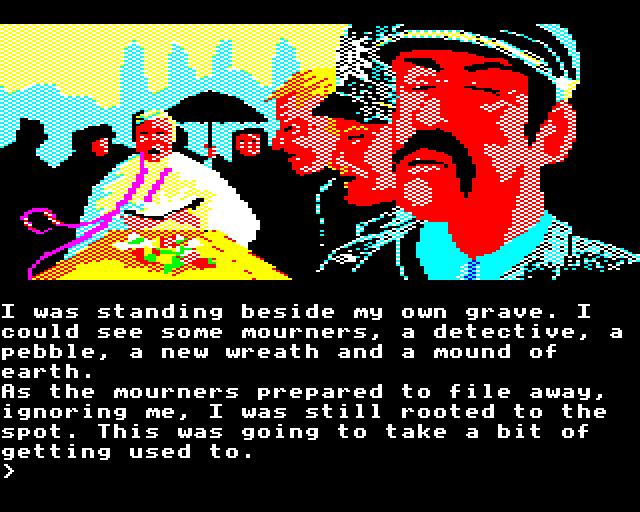 I was standing beside my own grave. I
could see some mourners, a detective, a
pebble, a new wreath and a mound of
earth.
As the mourners prepared to file away,
ignoring me, I was still rooted to the
spot. This was going to take a bit of
getting used to.
>